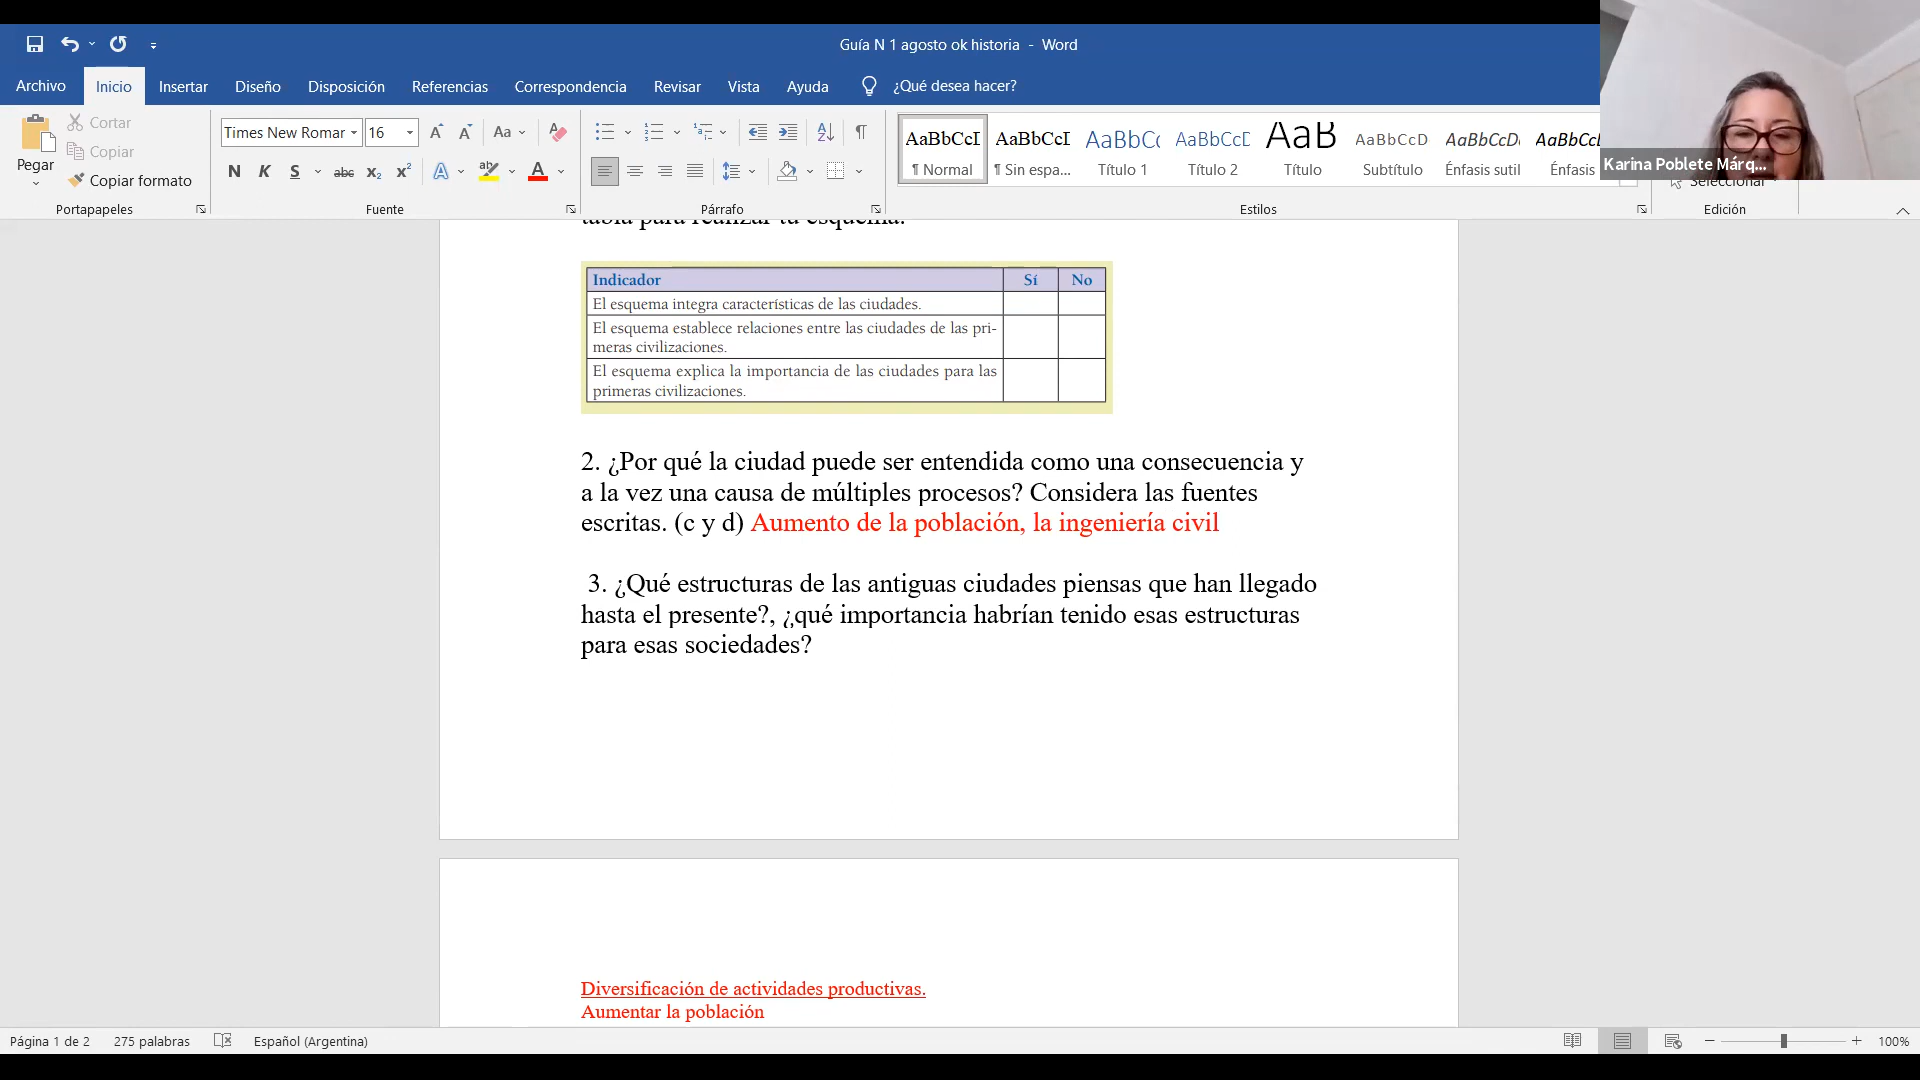 Guía N 1 agosto ok historia - Word
Archivo Inicio Insertar Diseño Disposición Referencias Correspondencia Revisar Vista Ayuda ¿Qué desea hacer?
Pegar
Cortar
Copiar
Copiar formato
Portapapeles
Times New Romar 16
N K S abc x₂ x²
Fuente
Párrafo
AaBbCcI AaBbCcI AaBbCc AaBbCcD AaB AaBbCcD AaBbCcDc AaBbCcD
¶ Normal ¶ Sin espa... Título 1 Título 2 Título Subtítulo Énfasis sutil Énfasis
Estilos
Karina Poblete Márq...
Seleccionar
Edición
tabla para realizar tu esquema.
Indicador Sí No
El esquema integra características de las ciudades.
El esquema establece relaciones entre las ciudades de las pri-
meras civilizaciones.
El esquema explica la importancia de las ciudades para las
primeras civilizaciones.
2. ¿Por qué la ciudad puede ser entendida como una consecuencia y
a la vez una causa de múltiples procesos? Considera las fuentes
escritas. (c y d) Aumento de la población, la ingeniería civil
3. ¿Qué estructuras de las antiguas ciudades piensas que han llegado
hasta el presente?, ¿qué importancia habrían tenido esas estructuras
para esas sociedades?
Diversificación de actividades productivas.
Aumentar la población
Página 1 de 2 275 palabras Español (Argentina) 100%